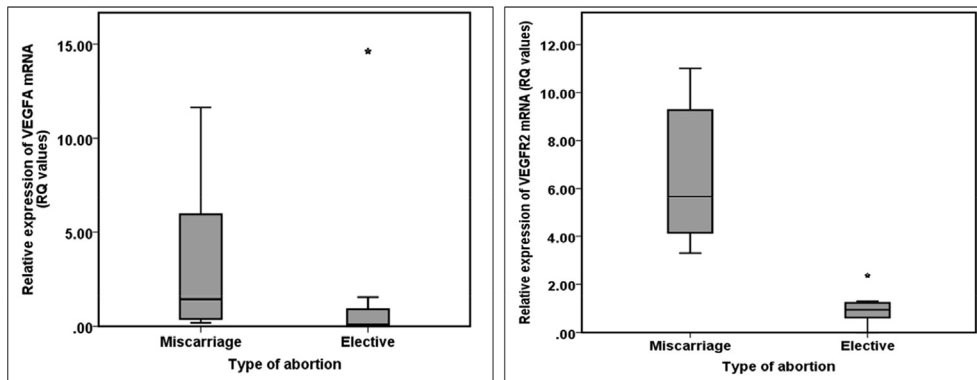 Relative expression of VEGFA mRNA
(RQ values)
15.00
10.00
5.00
.00
Miscarriage
Elective
Type of abortion
Relative expression of VEGFR2 mRNA (RQ values)
12.00
10.00
8.00
6.00
4.00
2.00
.00
Miscarriage
Elective
Type of abortion